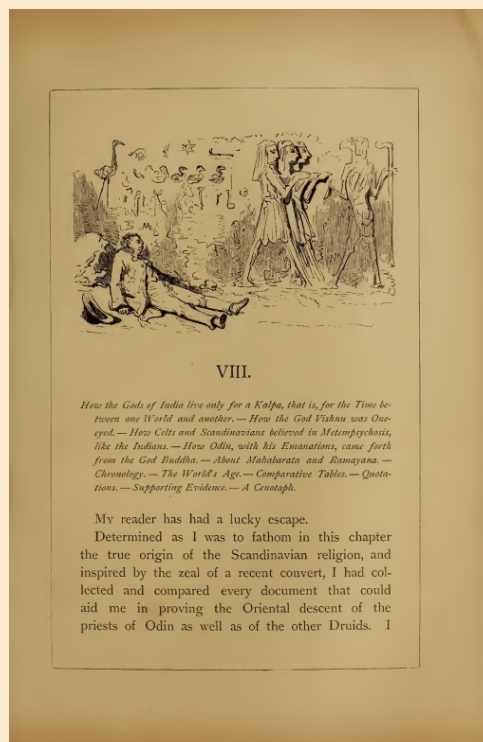 VIII.
How the Gods of India live only for a Kalpa, that is, for the Time be-
tween one World and another. — How the God Vishnu was One-
eyed. — How Celts and Scandinavians believed in Metempsychosis,
like the Indians. — How Odin, with his Emanations, came forth
from the God Buddha. — About Mahabarata and Ramayana. —
Chronology. — The World's Age. — Comparative Tables. — Quota-
tions. — Supporting Evidence. — A Cenotaph.
My reader has had a lucky escape.
Determined as I was to fathom in this chapter
the true origin of the Scandinavian religion, and
inspired by the zeal of a recent convert, I had col-
lected and compared every document that could
aid me in proving the Oriental descent of the
priests of Odin as well as of the other Druids. I